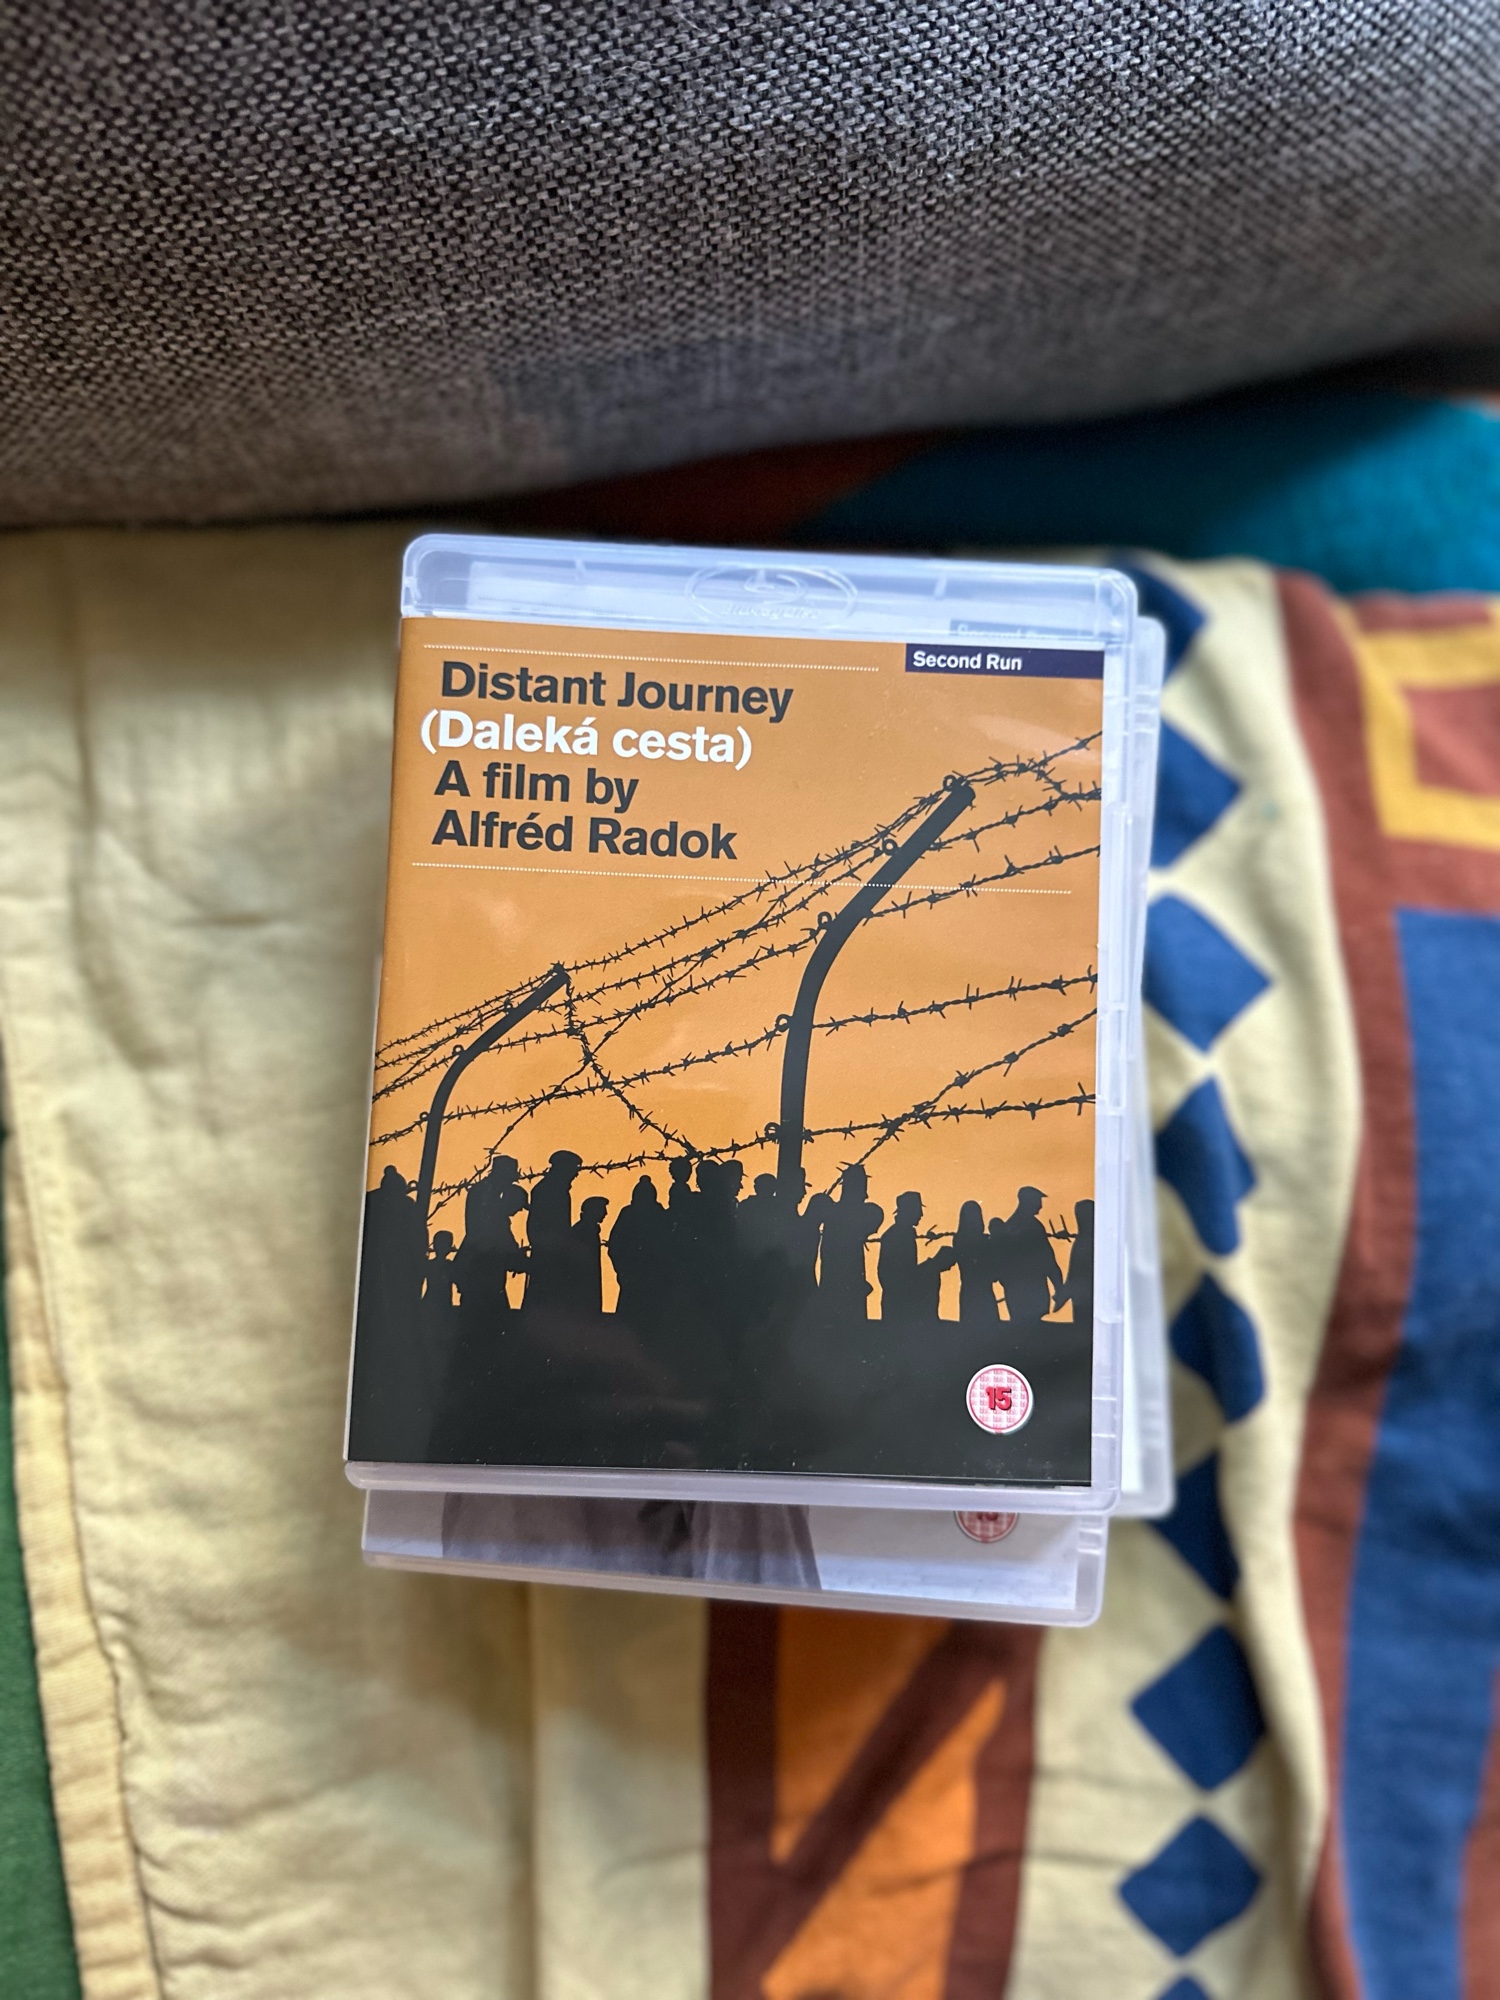 Second Run
Distant Journey
(Daleká cesta)
A film by
Alfréd Radok
15